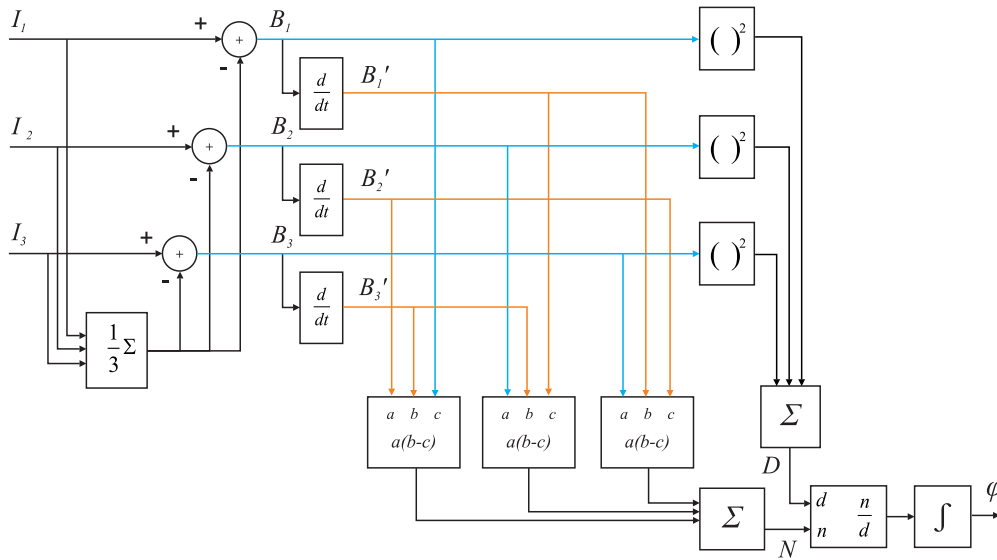 I₁ + + B₁ ( )²
- d/dt B₁′
I₂ + + B₂ ( )²
- d/dt B₂′
I₃ + + B₃ ( )²
- d/dt B₃′
1/3 Σ
a b c a b c a b c Σ
a(b-c) a(b-c) a(b-c)
D
d n/d ∫ φ
n
Σ N